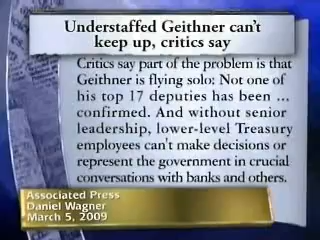 Understaffed Geithner can't
keep up, critics say
Critics say part of the problem is that
Geithner is flying solo: Not one of
his top 17 deputies has been ...
confirmed. And without senior
leadership, lower-level Treasury
employees can't make decisions or
represent the government in crucial
conversations with banks and others.
Associated Press
Daniel Wagner
March 5, 2009